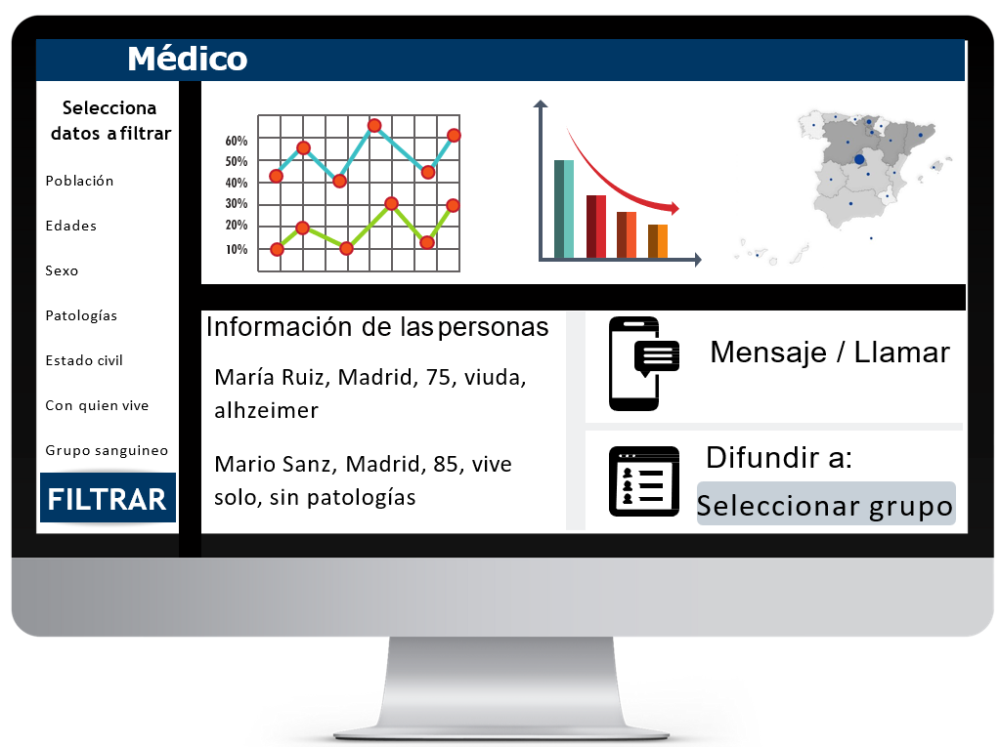 Médico
Selecciona
datos a filtrar
Población
Edades
Sexo
Patologías
Estado civil
Con quien vive
Grupo sanguineo
FILTRAR
60%
50%
40%
30%
20%
10%
Información de las personas
María Ruiz, Madrid, 75, viuda,
alhzeimer
Mario Sanz, Madrid, 85, vive
solo, sin patologías
Mensaje / Llamar
Difundir a:
Seleccionar grupo